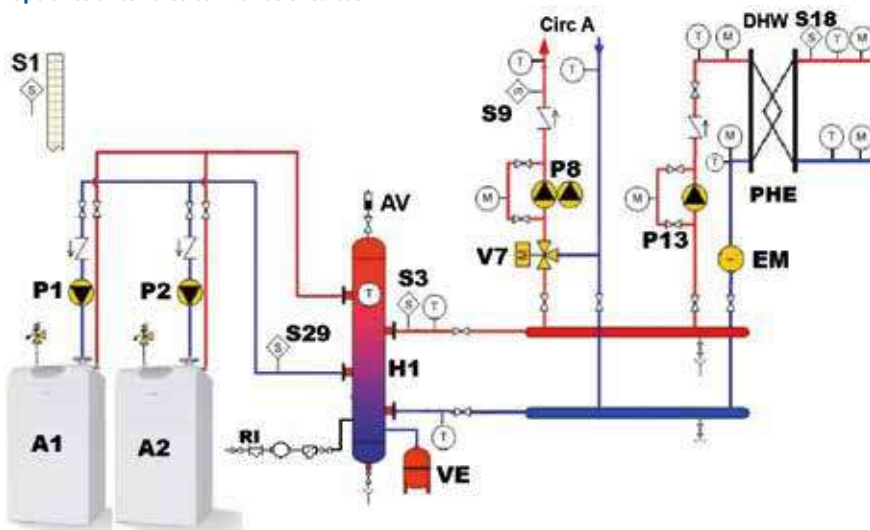 Circ A
DHW S18
S1
S
T
T
T
M
S
T
M
S
S9
M
T
T
M
M
P8
PHE
AV
P13
V7
EM
P1
P2
S3
T
S
T
S29
S
H1
A1
A2
RI
T
VE